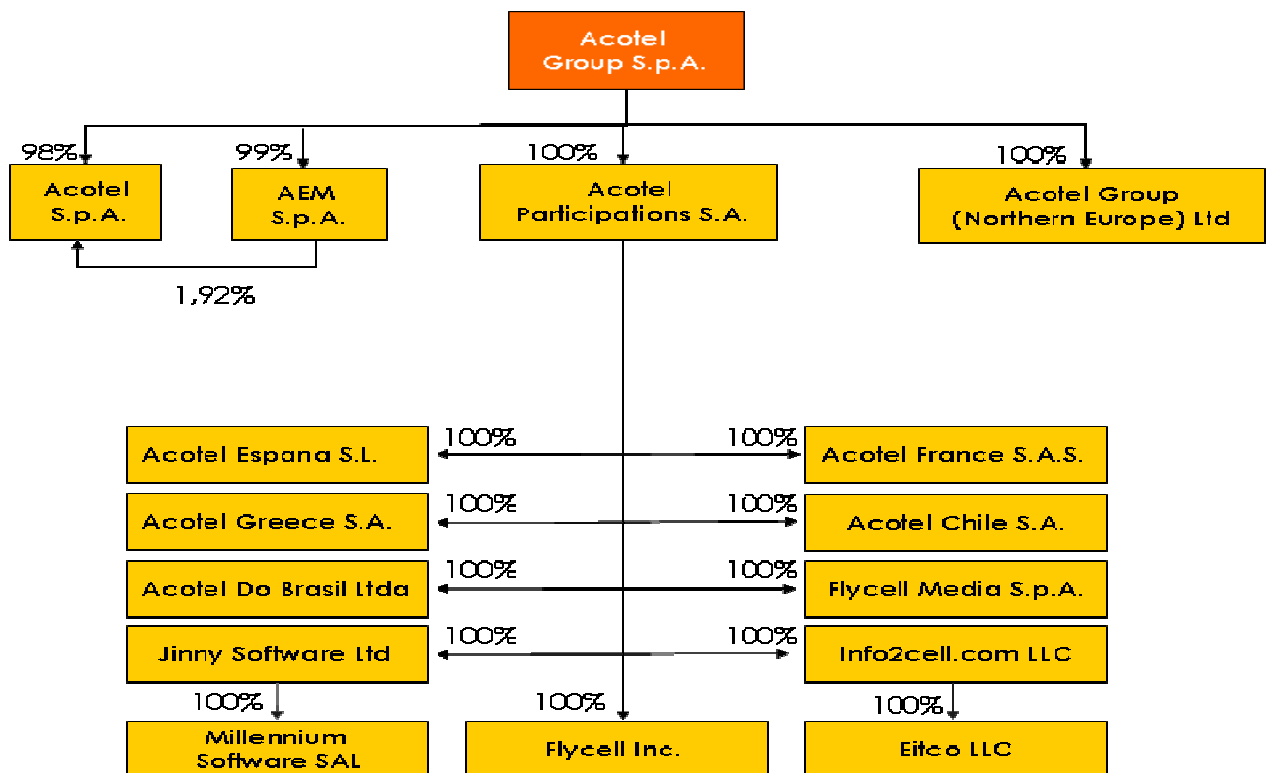 Acotel
Group S.p.A.
98%
99%
100%
100%
Acotel
S.p.A.
AEM
S.p.A.
Acotel
Participations S.A.
Acotel Group
(Northern Europe) Ltd
1,92%
100%
100%
Acotel Espana S.L.
Acotel France S.A.S.
100%
100%
Acotel Greece S.A.
Acotel Chile S.A.
100%
100%
Acotel Do Brasil Ltda
Flycell Media S.p.A.
100%
100%
Jinny Software Ltd
Info2cell.com LLC
100%
100%
100%
Millennium
Software SAL
Flycell Inc.
Eitco LLC